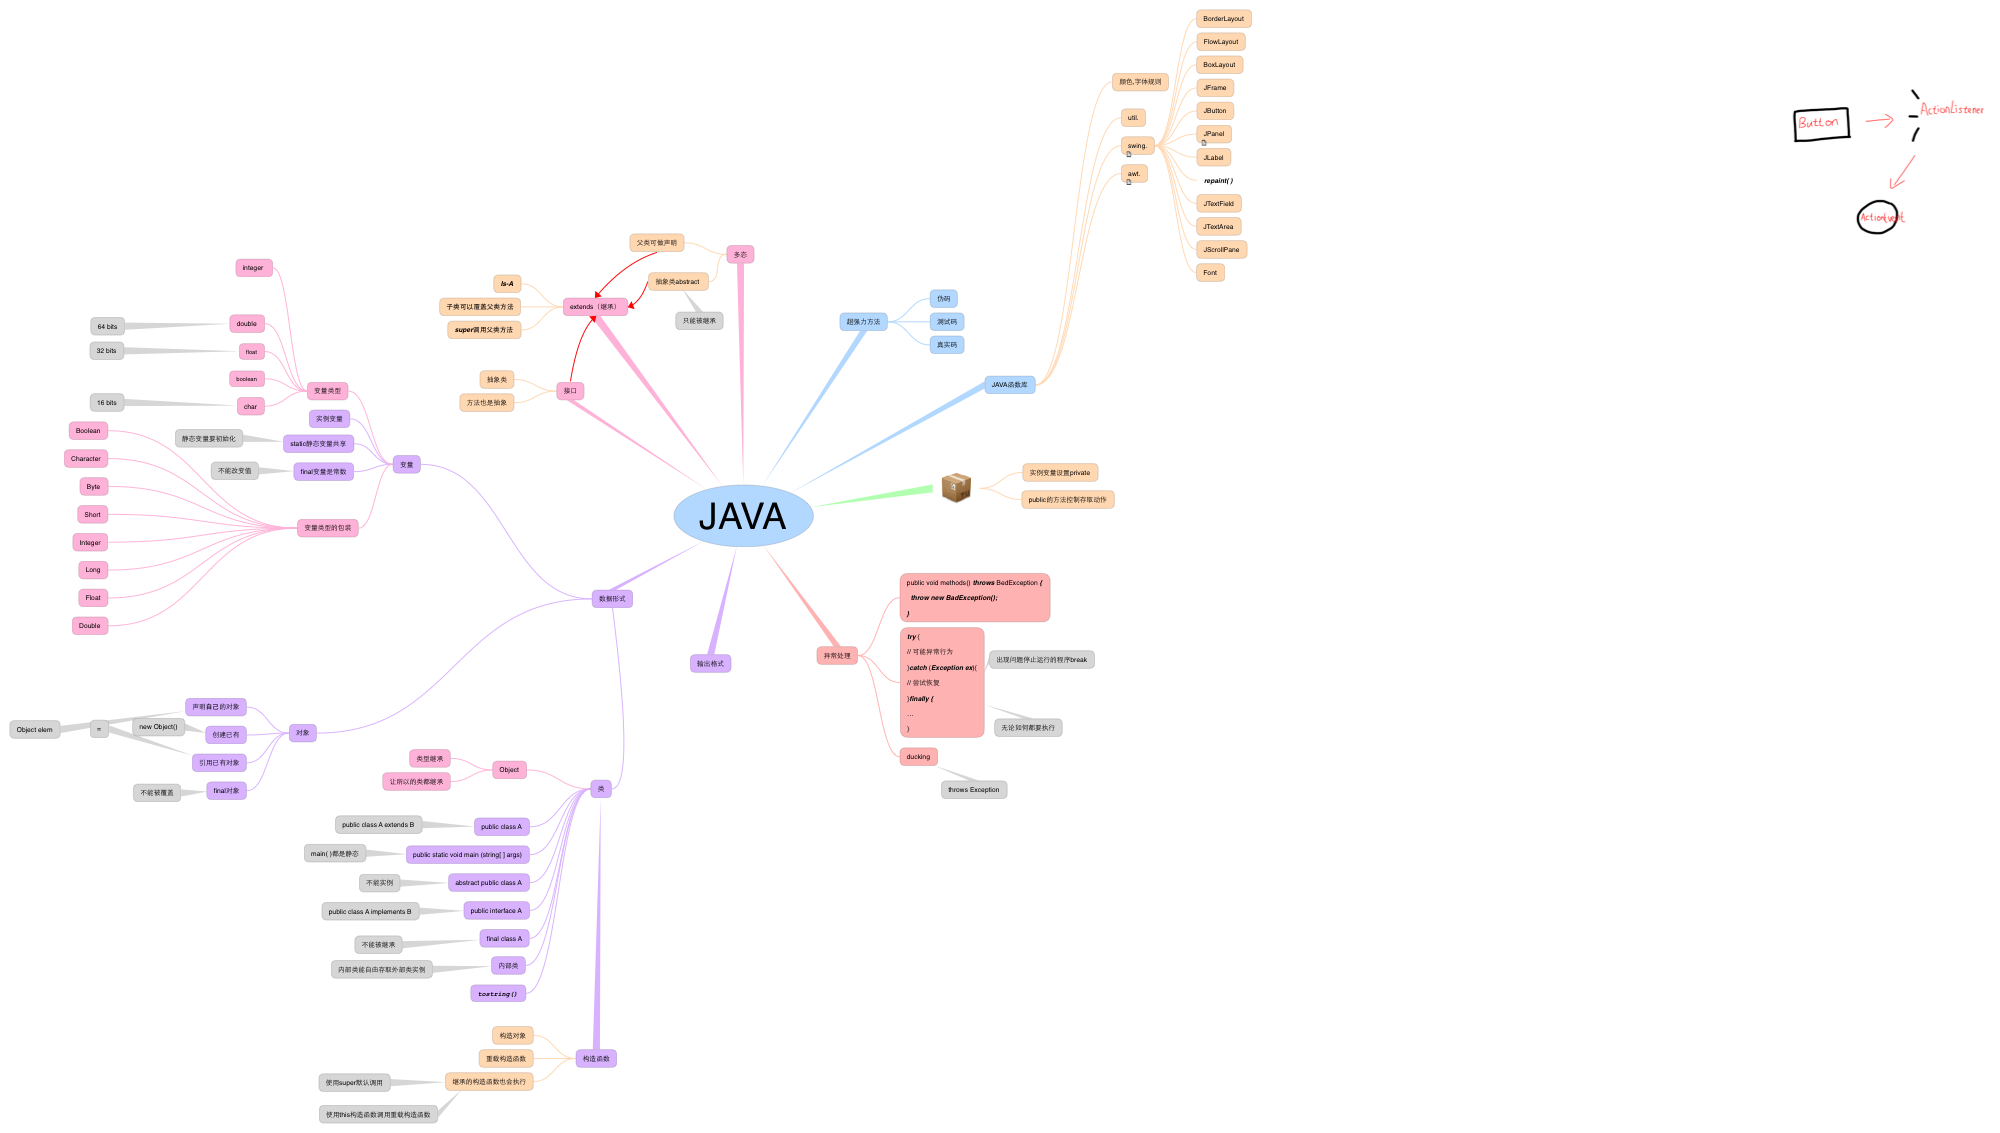 JAVA
多态
父类可做声明
抽象类abstract
只能被继承
extends（继承）
Is-A
子类可以覆盖父类方法
super调用父类方法
接口
抽象类
方法也是抽象
超强力方法
伪码
测试码
真实码
JAVA函数库
颜色,字体规则
util.
swing.
awt.
BorderLayout
FlowLayout
BoxLayout
JFrame
JButton
JPanel
JLabel
repaint( )
JTextField
JTextArea
JScrollPane
Font
Button
ActionListener
ActionEvent
实例变量设置private
public的方法控制存取动作
异常处理
public void methods() throws BedException {
throw new BadException();
}
try {
// 可能异常行为
}catch (Exception ex){
// 尝试恢复
}finally {
...
}
出现问题停止运行的程序break
无论如何都要执行
ducking
throws Exception
输出格式
数据形式
变量
变量类型
integer
double
64 bits
float
32 bits
boolean
char
16 bits
实例变量
static静态变量共享
静态变量要初始化
final变量是常数
不能改变值
变量类型的包装
Boolean
Character
Byte
Short
Integer
Long
Float
Double
对象
声明自己的对象
Object elem
创建已有
new Object()
引用已有对象
=
final对象
不能被覆盖
类
Object
类型继承
让所以的类都继承
public class A
public class A extends B
public static void main (string[ ] args)
main( )都是静态
abstract public class A
不能实例
public interface A
public class A implements B
final class A
不能被继承
内部类
内部类能自由存取外部类实例
tostring()
构造函数
构造对象
重载构造函数
继承的构造函数也会执行
使用super默认调用
使用this构造函数调用重载构造函数